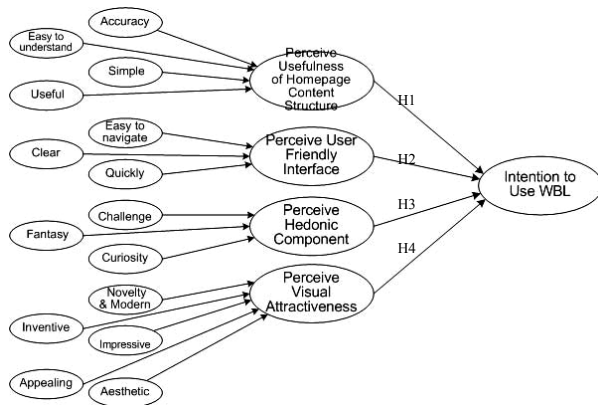 Accuracy
Easy to
understand
Simple
Useful
Perceive
Usefulness
of Homepage
Content
Structure
H1
Easy to
navigate
Clear
Quickly
Perceive User
Friendly
Interface
H2
Intention to
Use WBL
Challenge
Fantasy
Curiosity
Perceive
Hedonic
Component
H3
H4
Novelty
& Modern
Inventive
Impressive
Appealing
Aesthetic
Perceive
Visual
Attractiveness